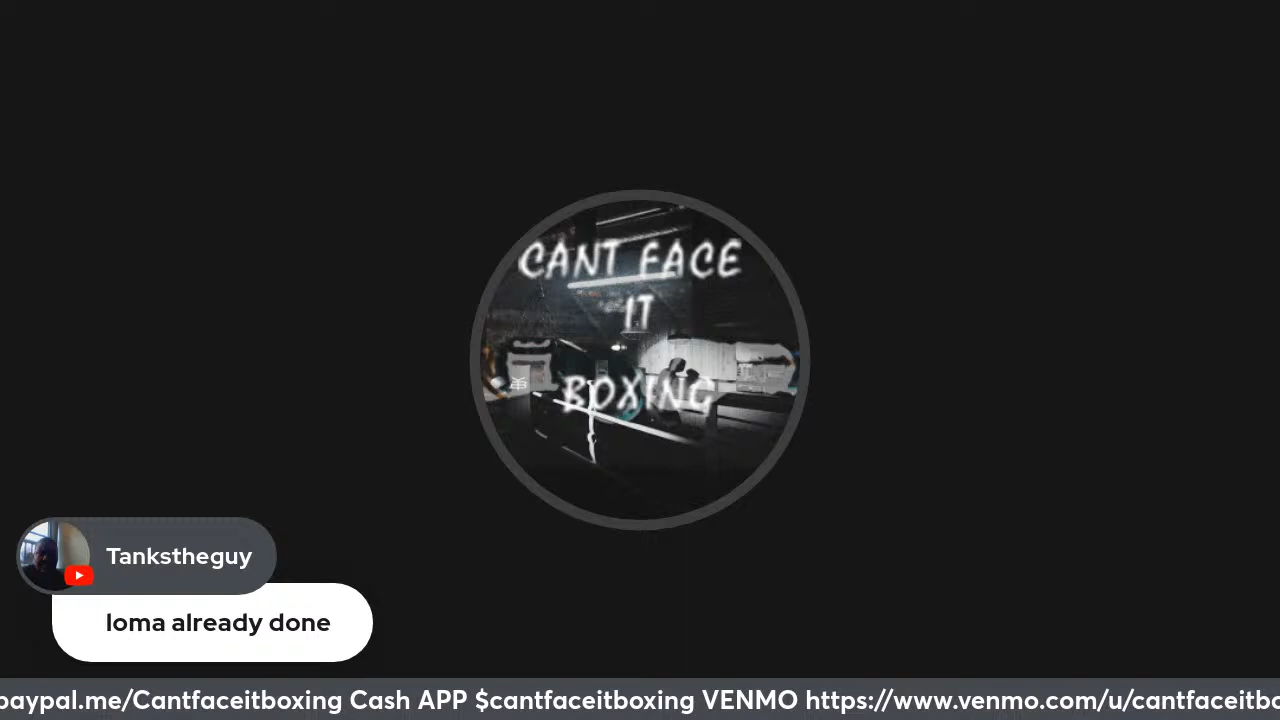 CANT FACE
IT
BOXING
Tankstheguy
loma already done
paypal.me/Cantfaceitboxing Cash APP $cantfaceitboxing VENMO https://www.venmo.com/u/cantfaceitbo